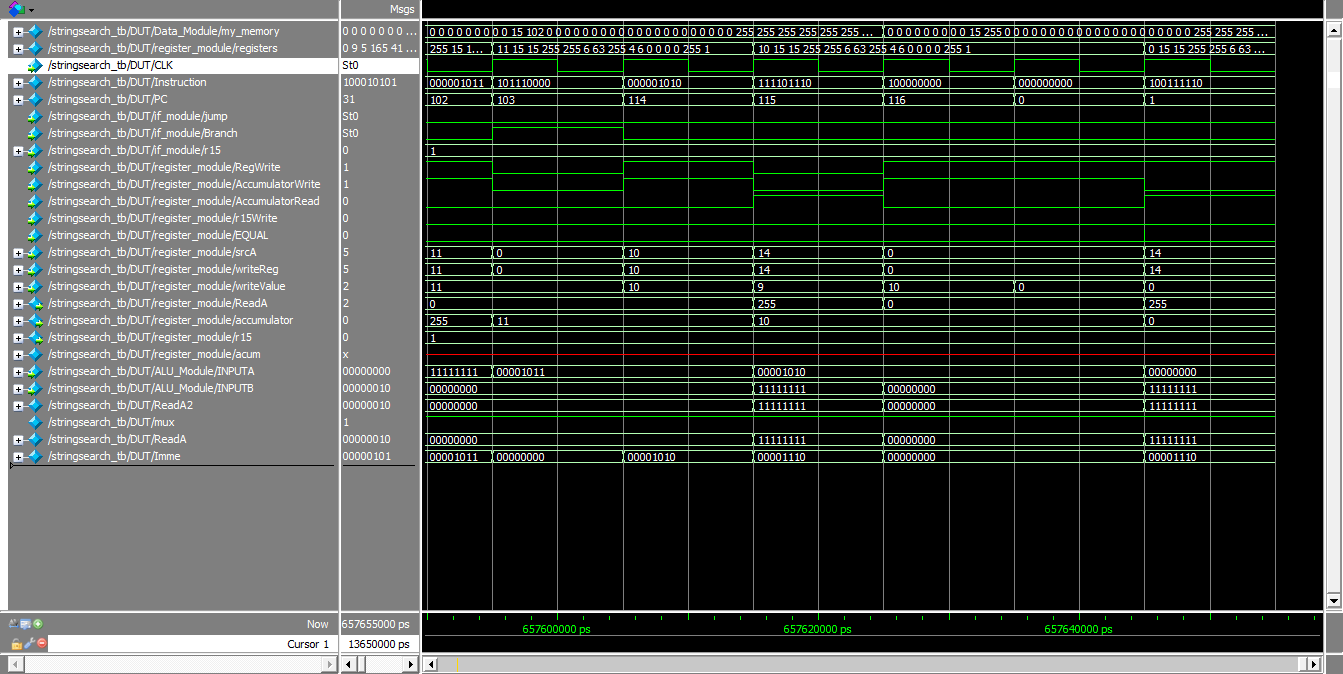 Msgs
/stringsearch_tb/DUT/Data_Module/my_memory 0 0 0 0 0 0 0 ... 0 0 0 0 0 0 0 0 15 102 0 0 0 0 0 0 0 0 0 0 0 0 0 0 0 0 0 0 0 255 255 255 255 255 ... 0 0 0 0 0 0 0 0 15 255 0 0 0 0 0 0 0 0 0 0 0 0 0 0 0 0 0 0 0 255 255 255 ...
/stringsearch_tb/DUT/register_module/registers 0 9 5 165 41 ... 255 15 1... 11 15 15 255 255 6 63 255 4 6 0 0 0 0 255 1 10 15 15 255 255 6 63 255 4 6 0 0 0 0 255 1 0 15 15 255 255 6 63 ...
/stringsearch_tb/DUT/CLK St0
/stringsearch_tb/DUT/Instruction 100010101 000001011 101110000 000001010 111101110 100000000 000000000 100111110
/stringsearch_tb/DUT/PC 31 102 103 114 115 116 0 1
/stringsearch_tb/DUT/if_module/jump St0
/stringsearch_tb/DUT/if_module/Branch St0
/stringsearch_tb/DUT/if_module/r15 0 1
/stringsearch_tb/DUT/register_module/RegWrite 1
/stringsearch_tb/DUT/register_module/AccumulatorWrite 1
/stringsearch_tb/DUT/register_module/AccumulatorRead 0
/stringsearch_tb/DUT/register_module/r15Write 0
/stringsearch_tb/DUT/register_module/EQUAL 0
/stringsearch_tb/DUT/register_module/srcA 5 11 0 10 14 0 14
/stringsearch_tb/DUT/register_module/writeReg 5 11 0 10 14 0 14
/stringsearch_tb/DUT/register_module/writeValue 2 11 10 9 10 0 0
/stringsearch_tb/DUT/register_module/ReadA 2 0 255 0 255
/stringsearch_tb/DUT/register_module/accumulator 0 255 11 10 0
/stringsearch_tb/DUT/register_module/r15 0 1
/stringsearch_tb/DUT/register_module/acum x
/stringsearch_tb/DUT/ALU_Module/INPUTA 00000000 11111111 00001011 00001010 00000000
/stringsearch_tb/DUT/ALU_Module/INPUTB 00000010 00000000 11111111 00000000 11111111
/stringsearch_tb/DUT/ReadA2 00000010 00000000 11111111 00000000 11111111
/stringsearch_tb/DUT/mux 1
/stringsearch_tb/DUT/ReadA 00000010 00000000 11111111 00000000 11111111
/stringsearch_tb/DUT/Imme 00000101 00001011 00000000 00001010 00001110 00000000 00001110
Now 657655000 ps 657600000 ps 657620000 ps 657640000 ps
Cursor 1 13650000 ps